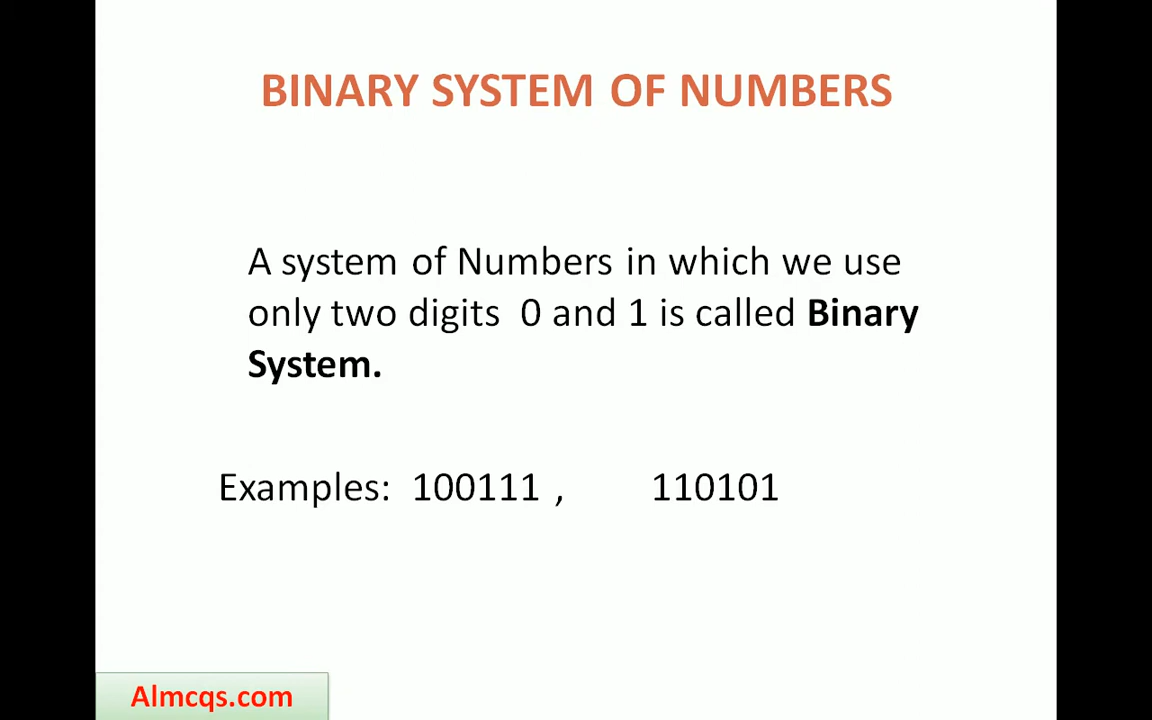 BINARY SYSTEM OF NUMBERS
A system of Numbers in which we use
only two digits 0 and 1 is called Binary
System.
Examples: 100111 , 110101
Almcqs.com